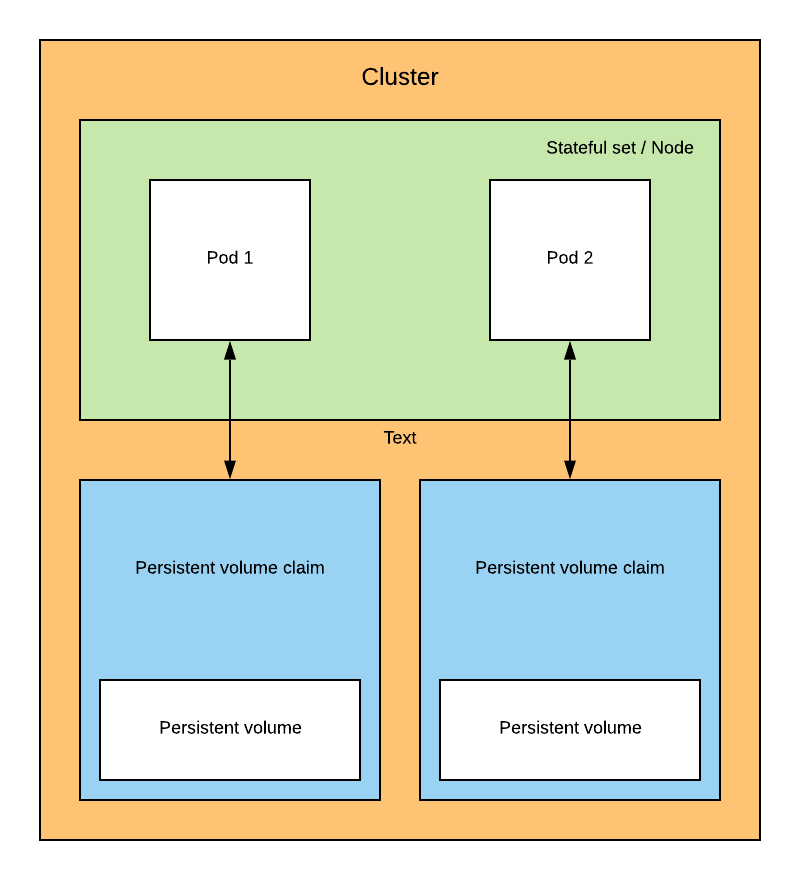 Cluster
Stateful set / Node
Pod 1
Pod 2
Text
Persistent volume claim
Persistent volume claim
Persistent volume
Persistent volume